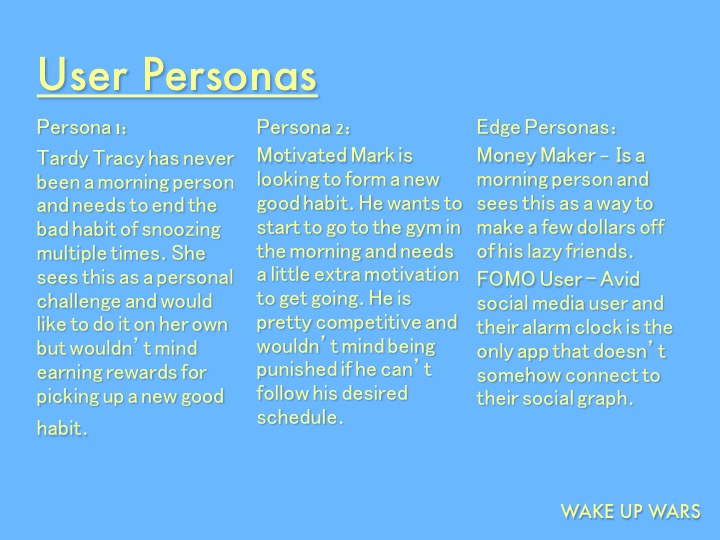 User Personas
Persona 1:
Tardy Tracy has never
been a morning person
and needs to end the
bad habit of snoozing
multiple times. She
sees this as a personal
challenge and would
like to do it on her own
but wouldn't mind
earning rewards for
picking up a new good
habit.
Persona 2:
Motivated Mark is
looking to form a new
good habit. He wants to
start to go to the gym in
the morning and needs
a little extra motivation
to get going. He is
pretty competitive and
wouldn't mind being
punished if he can't
follow his desired
schedule.
Edge Personas:
Money Maker – Is a
morning person and
sees this as a way to
make a few dollars off
of his lazy friends.
FOMO User – Avid
social media user and
their alarm clock is the
only app that doesn't
somehow connect to
their social graph.
WAKE UP WARS